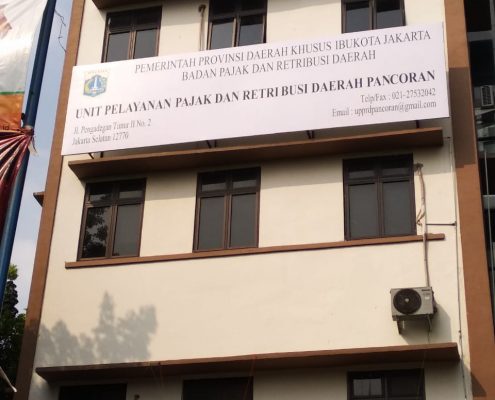 PEMERINTAH PROVINSI DAERAH KHUSUS IBUKOTA JAKARTA
BADAN PAJAK DAN RETRIBUSI DAERAH
UNIT PELAYANAN PAJAK DAN RETRI BUSI DAERAH PANCORAN
Jl. Pengadegan Timur II No. 2
Jakarta Selatan 12770
Telp/Fax : 021-27532042
Email : upprdpancoran@gmail.com